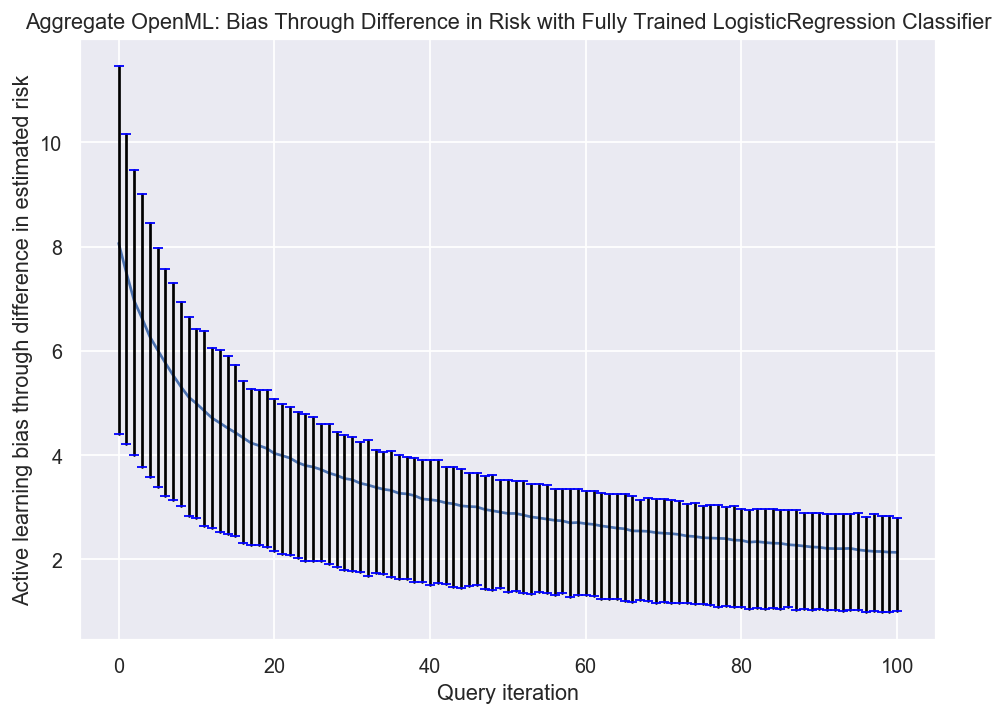 Aggregate OpenML: Bias Through Difference in Risk with Fully Trained LogisticRegression Classifier
Active learning bias through difference in estimated risk
10
8
6
4
2
0 20 40 60 80 100
Query iteration